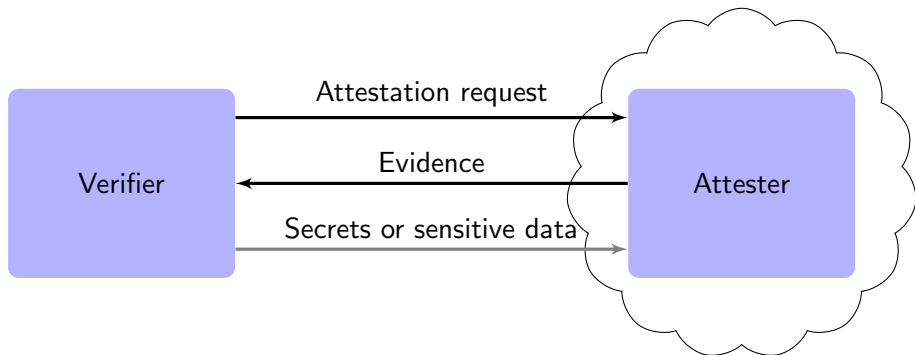 Attestation request
Evidence
Verifier
Attester
Secrets or sensitive data